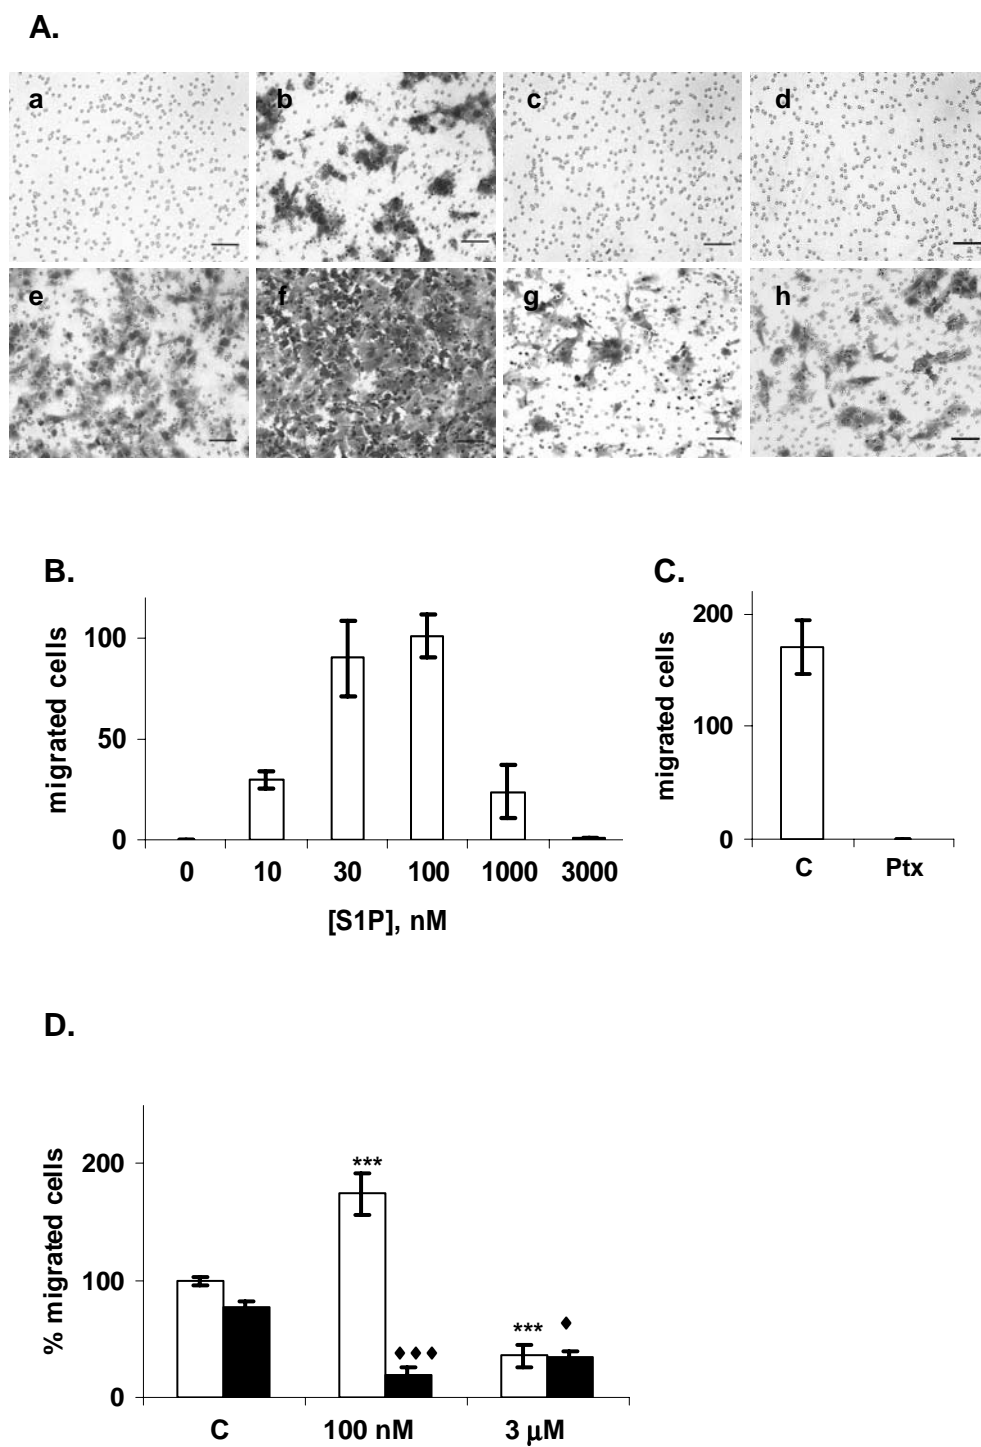 A.
a b c d
e f g h
B. C.
migrated cells
100
50
0
0 10 30 100 1000 3000
[S1P], nM
migrated cells
200
100
0
C Ptx
D.
% migrated cells
200
100
0
***
♦♦♦
***
♦
C 100 nM 3 μM